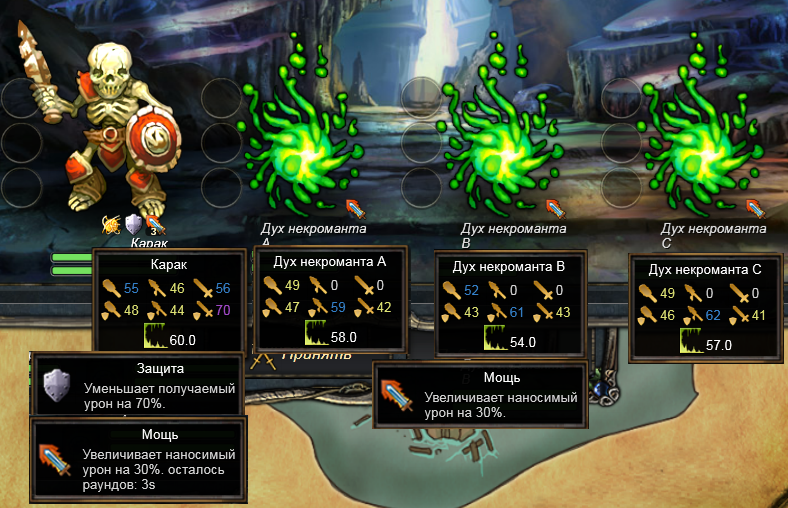 3
Карак
Дух некроманта
A
Дух некроманта
B
Дух некроманта
C
Карак
55 46 56
48 44 70
60.0
Дух некроманта A
49 0 0
47 59 42
58.0
Дух некроманта B
52 0 0
43 61 43
54.0
Дух некроманта C
49 0 0
46 62 41
57.0
Принять
Защита
Уменьшает получаемый
урон на 70%.
Мощь
Увеличивает наносимый
урон на 30%.
Мощь
Увеличивает наносимый
урон на 30%. осталось
раундов: 3s